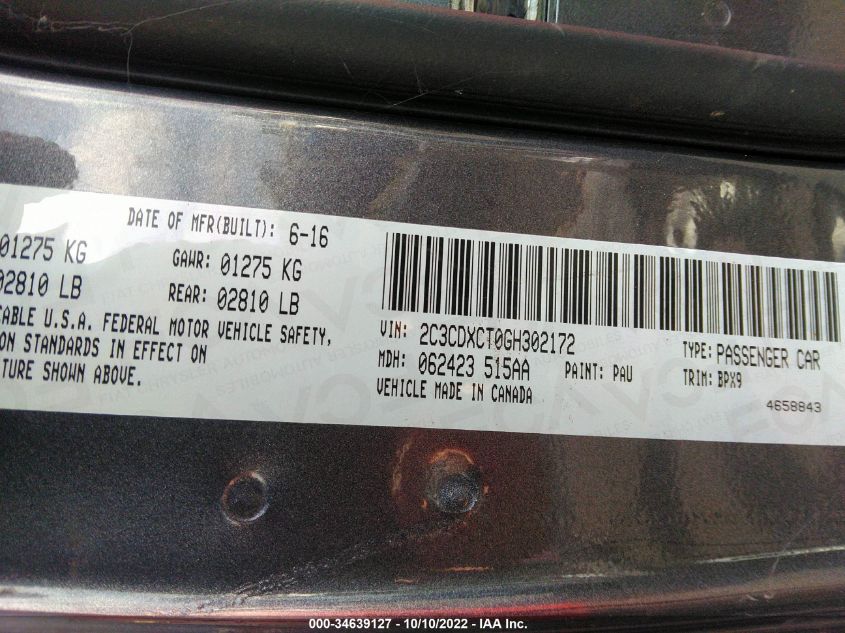 DATE OF MFR(BUILT): 6-16
01275 KG GAWR: 01275 KG
02810 LB REAR: 02810 LB
CABLE U.S.A. FEDERAL MOTOR VEHICLE SAFETY,
ON STANDARDS IN EFFECT ON
TURE SHOWN ABOVE.
VIN: 2C3CDXCT0GH302172 TYPE: PASSENGER CAR
MDH: 062423 515AA PAINT: PAU TRIM: BPX9
VEHICLE MADE IN CANADA 4658843
000-34639127 - 10/10/2022 - IAA Inc.